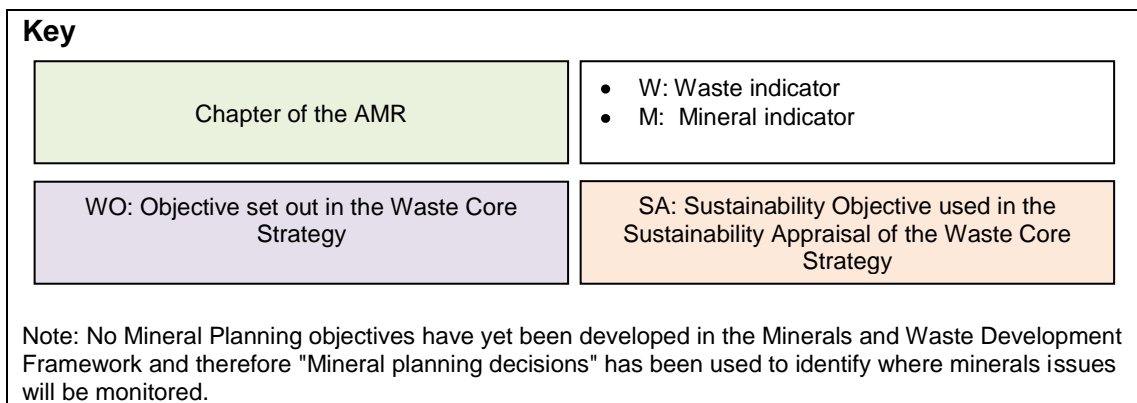 Key
Chapter of the AMR
• W: Waste indicator
• M: Mineral indicator
WO: Objective set out in the Waste Core
Strategy
SA: Sustainability Objective used in the
Sustainability Appraisal of the Waste Core
Strategy
Note: No Mineral Planning objectives have yet been developed in the Minerals and Waste Development
Framework and therefore "Mineral planning decisions" has been used to identify where minerals issues
will be monitored.